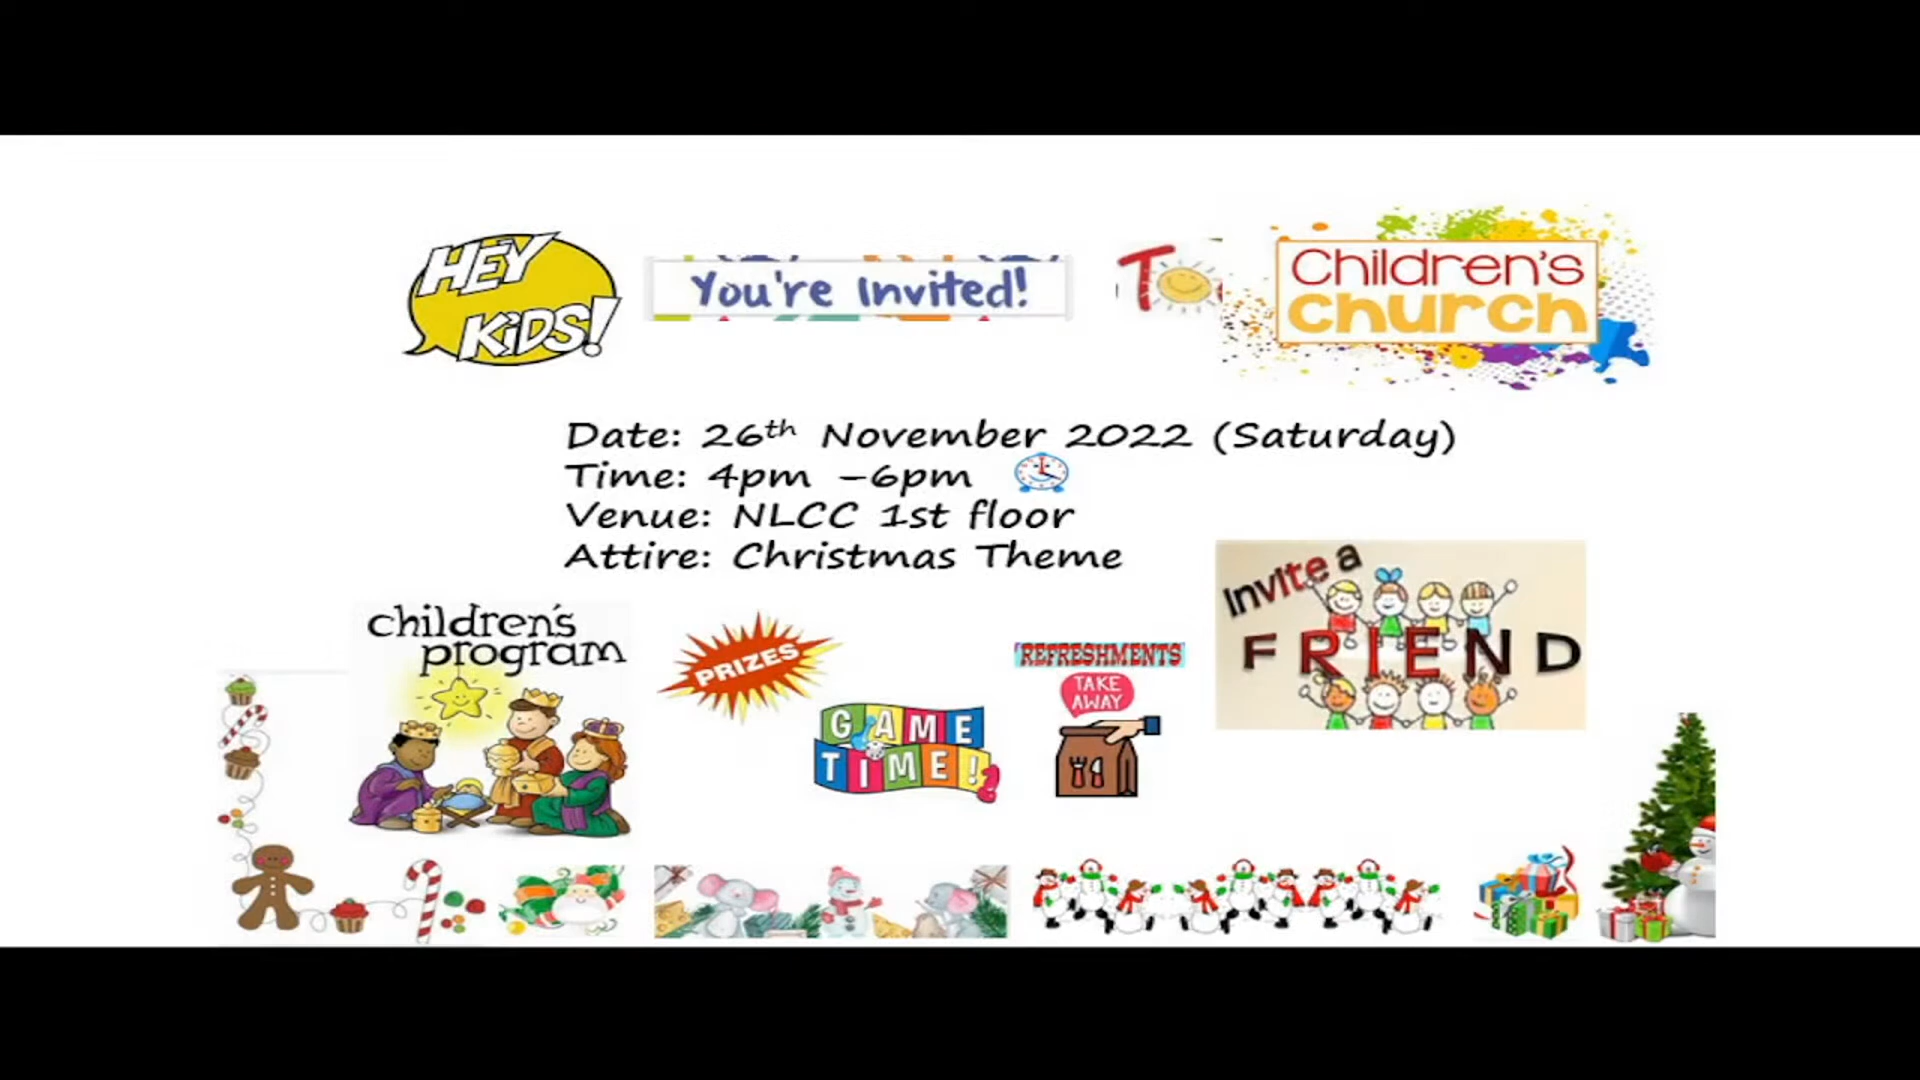 HEY KiDS!
You're Invited!
To
Children's
church
Date: 26th November 2022 (Saturday)
Time: 4pm –6pm
Venue: NLCC 1st floor
Attire: Christmas Theme
Invite a
FRIEND
children's
program
PRIZES
GAME
TIME!
REFRESHMENTS
TAKE
AWAY